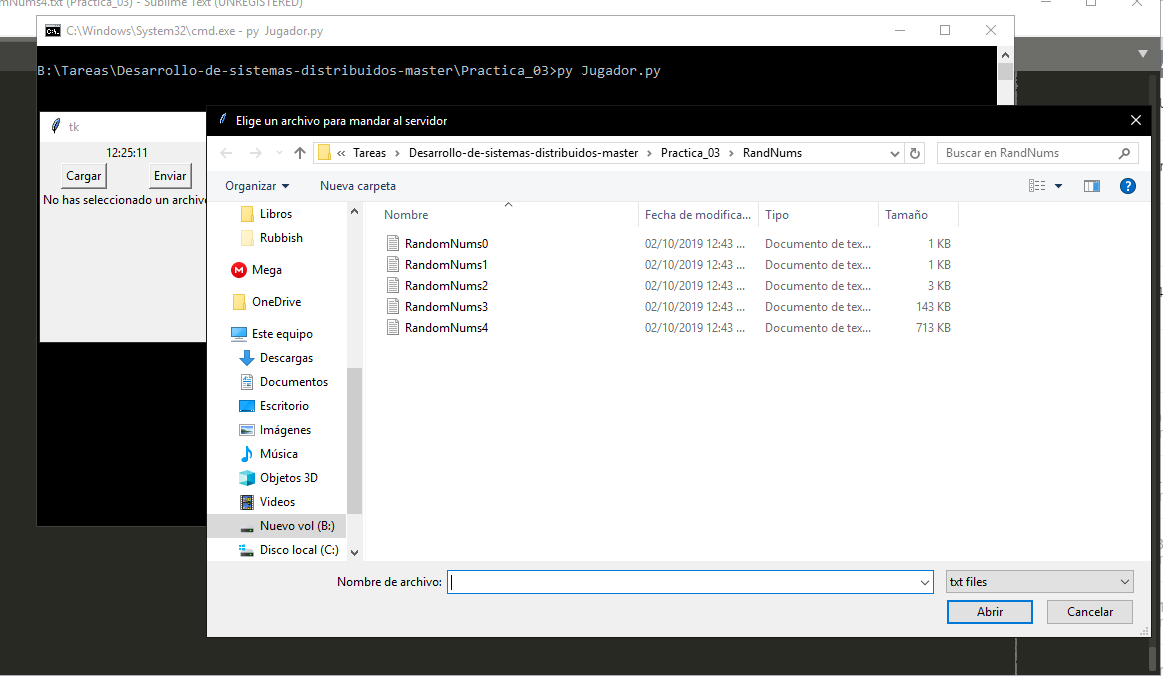 mNums4.txt (Practica_03) - Sublime Text (UNREGISTERED)
C:\Windows\System32\cmd.exe - py Jugador.py
B:\Tareas\Desarrollo-de-sistemas-distribuidos-master\Practica_03>py Jugador.py
tk
12:25:11
Cargar Enviar
No has seleccionado un archivo
Elige un archivo para mandar al servidor
« Tareas > Desarrollo-de-sistemas-distribuidos-master > Practica_03 > RandNums
Buscar en RandNums
Organizar Nueva carpeta
Libros
Rubbish
Mega
OneDrive
Este equipo
Descargas
Documentos
Escritorio
Imágenes
Música
Objetos 3D
Videos
Nuevo vol (B:)
Disco local (C:)
Nombre Fecha de modifica... Tipo Tamaño
RandomNums0 02/10/2019 12:43 ... Documento de tex... 1 KB
RandomNums1 02/10/2019 12:43 ... Documento de tex... 1 KB
RandomNums2 02/10/2019 12:43 ... Documento de tex... 3 KB
RandomNums3 02/10/2019 12:43 ... Documento de tex... 143 KB
RandomNums4 02/10/2019 12:43 ... Documento de tex... 713 KB
Nombre de archivo: txt files
Abrir Cancelar